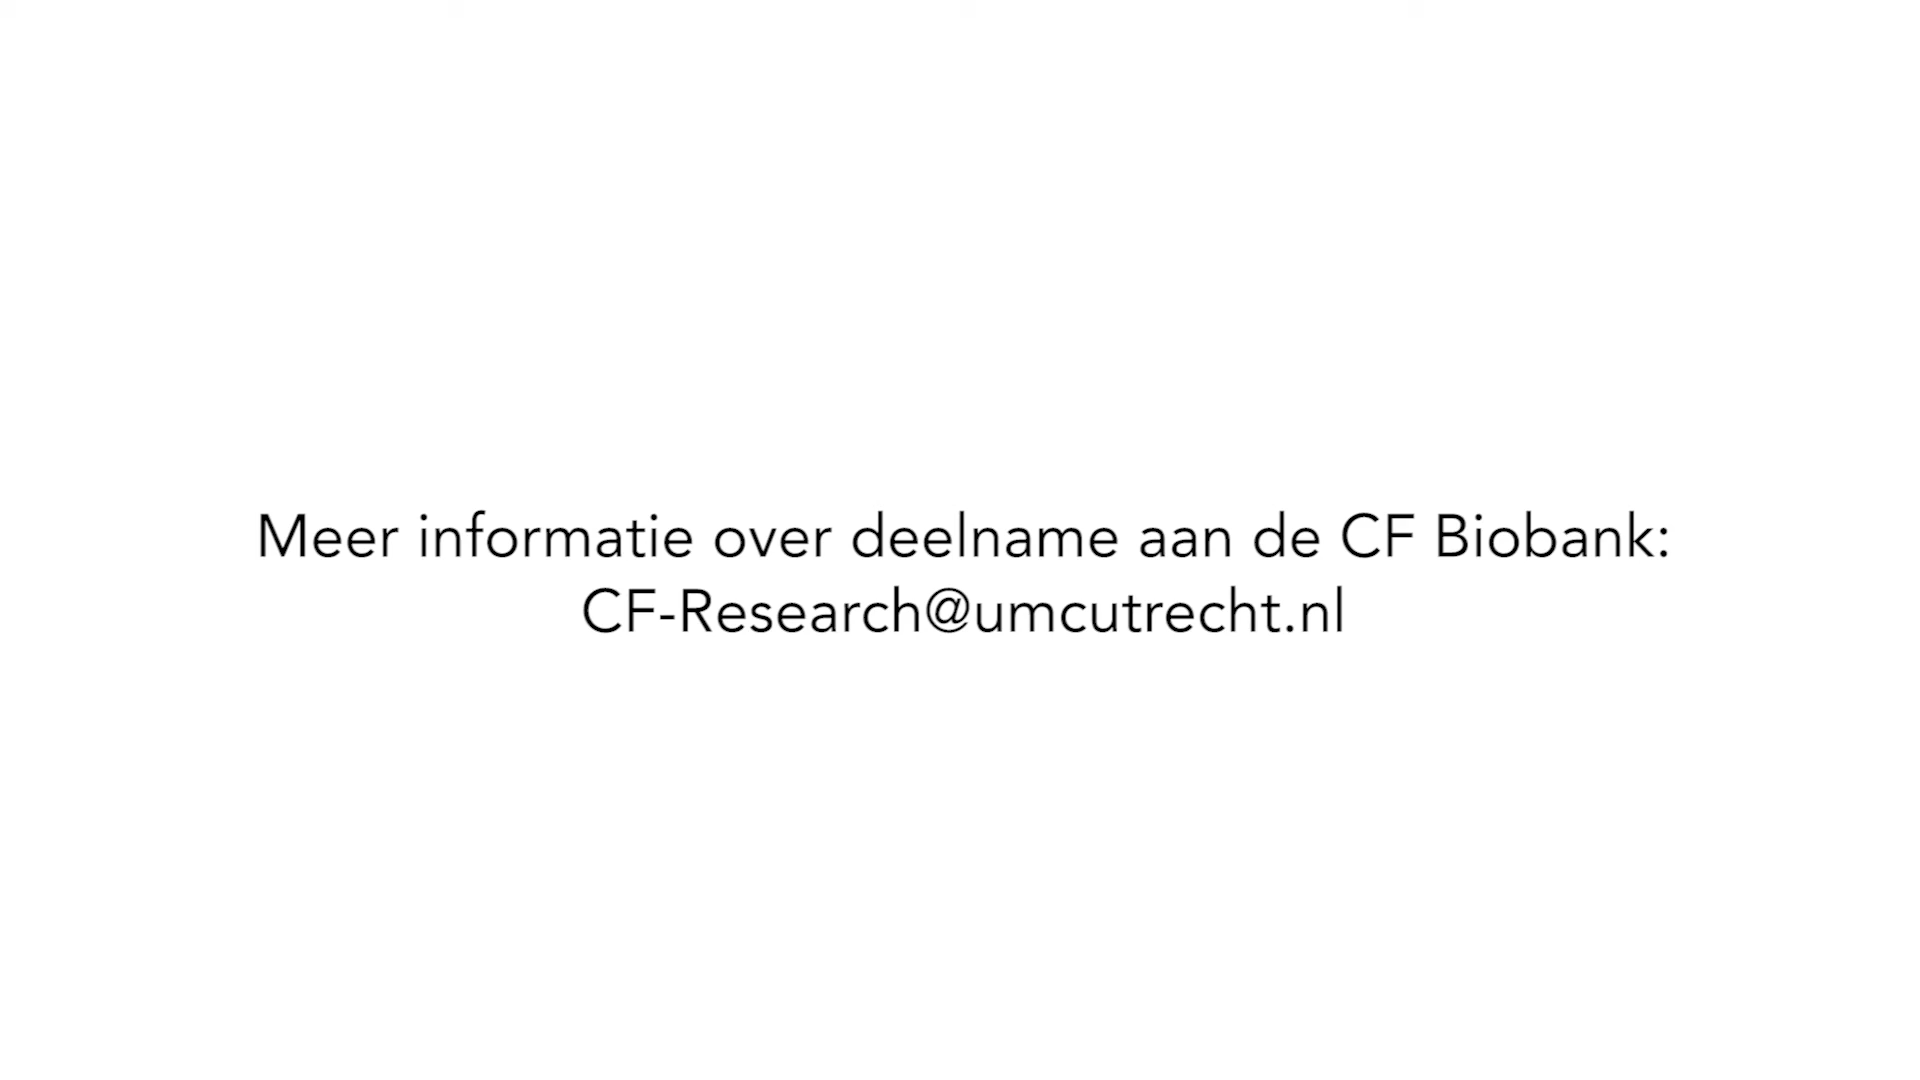 Meer informatie over deelname aan de CF Biobank:
CF-Research@umcutrecht.nl